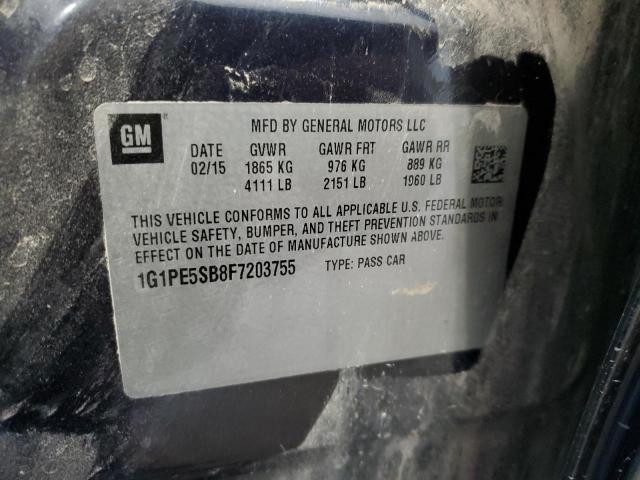 GM
MFD BY GENERAL MOTORS LLC
DATE GVWR GAWR FRT GAWR RR
02/15 1865 KG 976 KG 889 KG
4111 LB 2151 LB 1960 LB
THIS VEHICLE CONFORMS TO ALL APPLICABLE U.S. FEDERAL MOTOR
VEHICLE SAFETY, BUMPER, AND THEFT PREVENTION STANDARDS IN
EFFECT ON THE DATE OF MANUFACTURE SHOWN ABOVE.
1G1PE5SB8F7203755 TYPE: PASS CAR